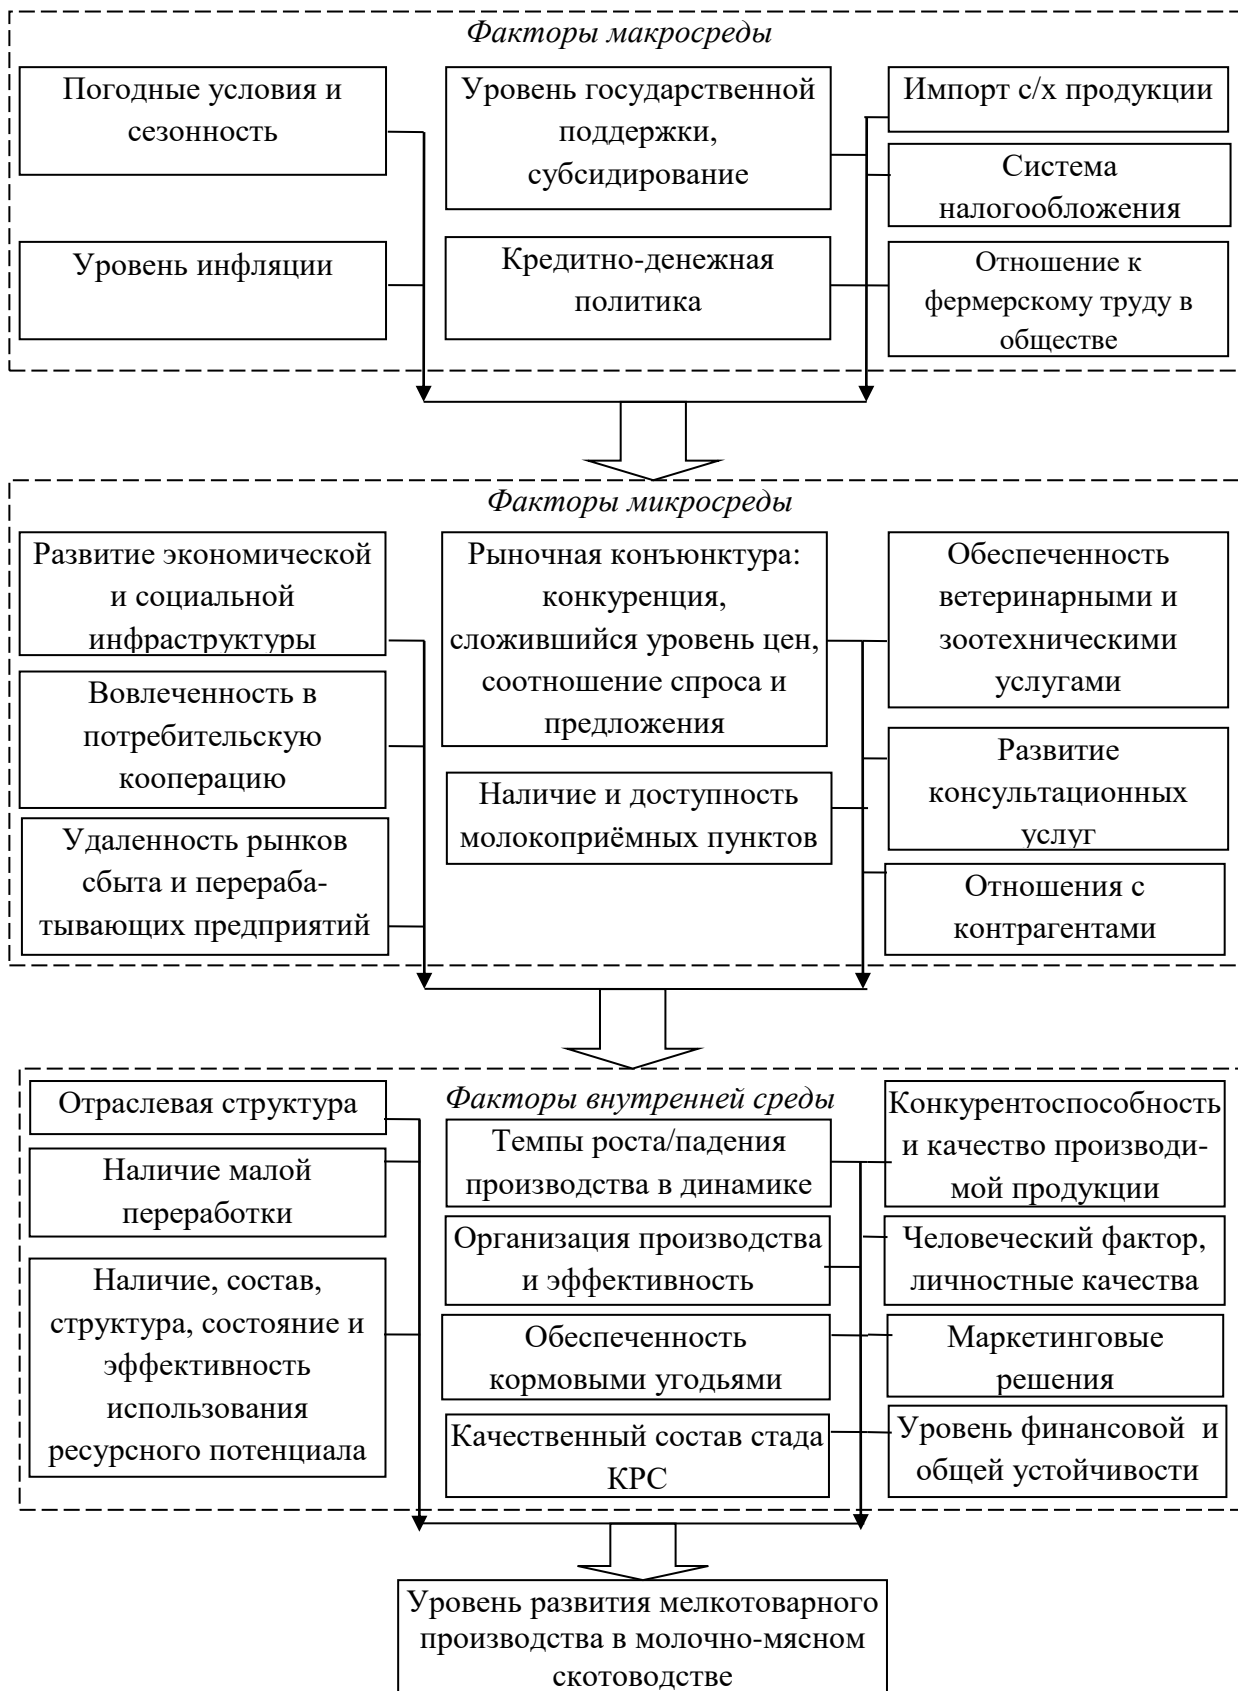 Факторы макросреды
Погодные условия и
сезонность
Уровень государственной
поддержки,
субсидирование
Импорт с/х продукции
Система
налогообложения
Уровень инфляции
Кредитно-денежная
политика
Отношение к
фермерскому труду в
обществе
Факторы микросреды
Развитие экономической
и социальной
инфраструктуры
Рыночная конъюнктура:
конкуренция,
сложившийся уровень цен,
соотношение спроса и
предложения
Обеспеченность
ветеринарными и
зоотехническими
услугами
Вовлеченность в
потребительскую
кооперацию
Наличие и доступность
молокоприёмных пунктов
Развитие
консультационных
услуг
Удаленность рынков
сбыта и перераба-
тывающих предприятий
Отношения с
контрагентами
Факторы внутренней среды
Отраслевая структура
Темпы роста/падения
производства в динамике
Конкурентоспособность
и качество производи-
мой продукции
Наличие малой
переработки
Организация производства
и эффективность
Человеческий фактор,
личностные качества
Наличие, состав,
структура, состояние и
эффективность
использования
ресурсного потенциала
Обеспеченность
кормовыми угодьями
Маркетинговые
решения
Качественный состав стада
КРС
Уровень финансовой и
общей устойчивости
Уровень развития мелкотоварного
производства в молочно-мясном
скотоводстве